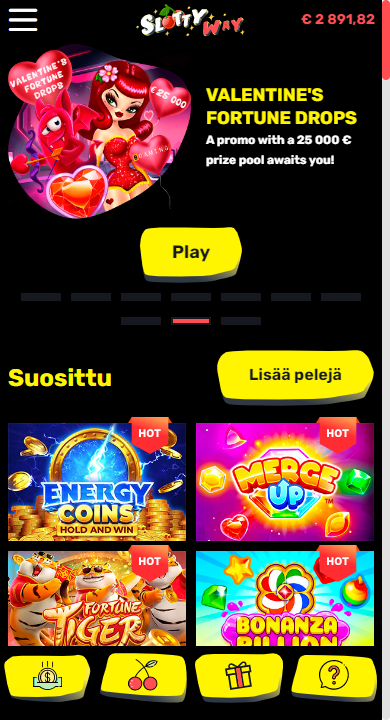 SLOTTY WAY
€ 2 891,82
VALENTINE'S
FORTUNE
DROPS
€25 000
GAMING
VALENTINE'S
FORTUNE DROPS
A promo with a 25 000 €
prize pool awaits you!
Play
Suosittu
Lisää pelejä
HOT
HOT
ENERGY
COINS
HOLD AND WIN
MERGE
UP™
HOT
HOT
FORTUNE
TIGER
BONANZA
BILLION
$
?